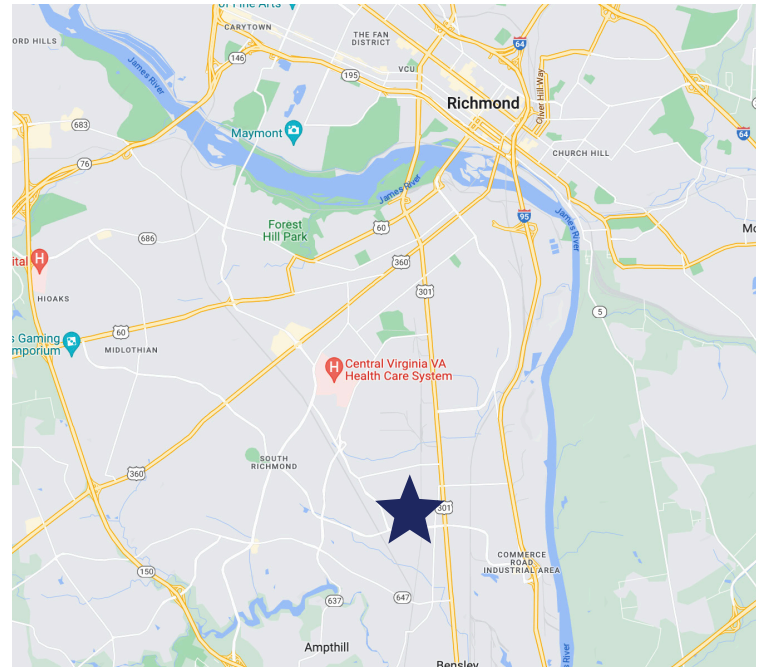 of Fine Arts
CARYTOWN
ORD HILLS
THE FAN
DISTRICT
64
146
VCU
195
James River
Richmond
Oliver Hill Way
683
Maymont
64
76
CHURCH HILL
James River
95
James River
Forest
Hill Park
60
686
Mo
360
ital
H
HIOAKS
301
5
60
s Gaming
mporium
MIDLOTHIAN
H
Central Virginia VA
Health Care System
SOUTH
RICHMOND
360
301
COMMERCE
ROAD
INDUSTRIAL AREA
150
637
647
Ampthill
Bensley
River